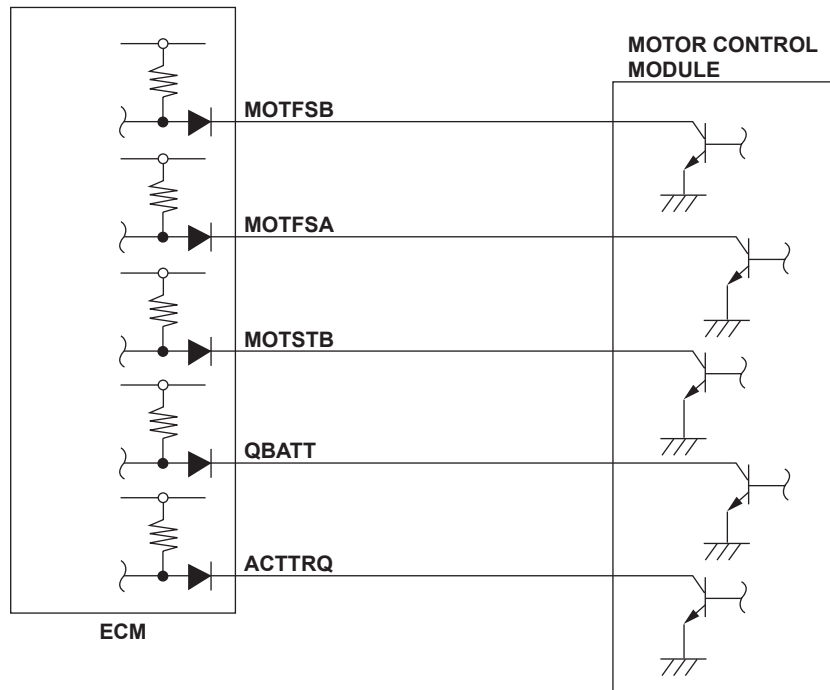 MOTOR CONTROL
MODULE
MOTFSB
MOTFSA
MOTSTB
QBATT
ACTTRQ
ECM